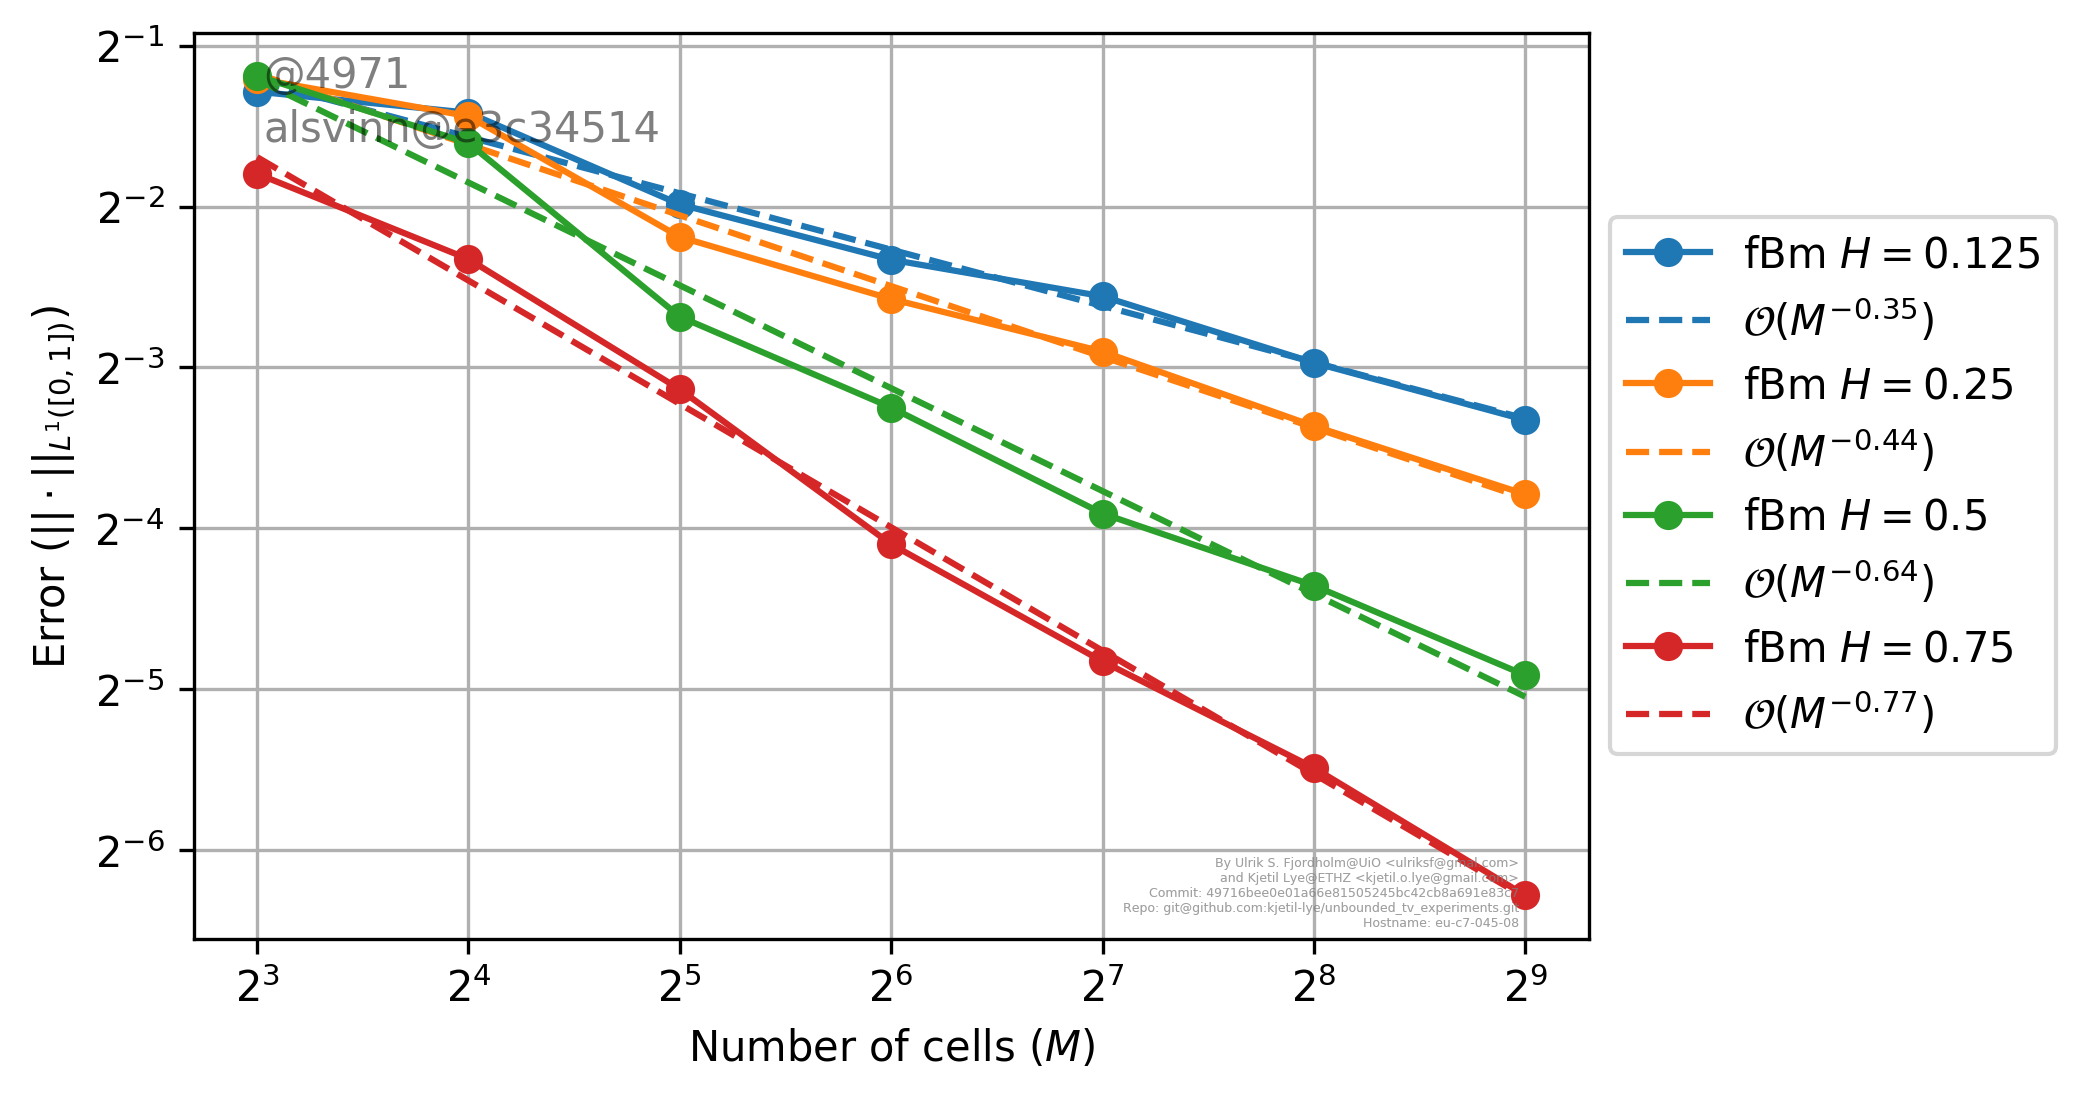 @4971
alsvinn@e3c34514
2^{-1}
2^{-2}
2^{-3}
2^{-4}
2^{-5}
2^{-6}
Error (|| · ||_{L^1([0, 1])})
fBm H = 0.125
𝒪(M^{-0.35})
fBm H = 0.25
𝒪(M^{-0.44})
fBm H = 0.5
𝒪(M^{-0.64})
fBm H = 0.75
𝒪(M^{-0.77})
By Ulrik S. Fjordholm@UiO <ulriksf@gmail.com>
and Kjetil Lye@ETHZ <kjetil.o.lye@gmail.com>
Commit: 49716bee0e01a66e81505245bc42cb8a691e83c7
Repo: git@github.com:kjetil-lye/unbounded_tv_experiments.git
Hostname: eu-c7-045-08
2^3 2^4 2^5 2^6 2^7 2^8 2^9
Number of cells (M)